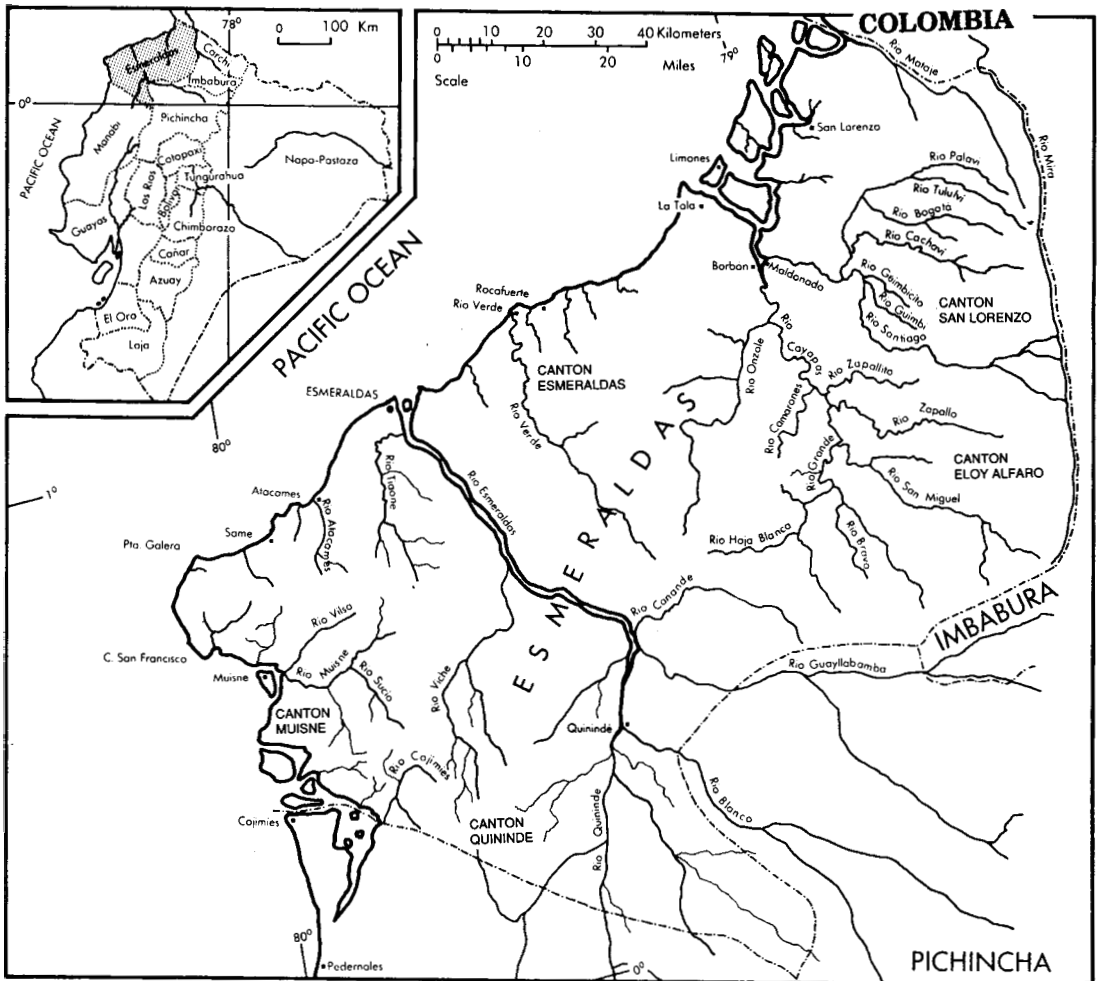 78°
0 100 Km
Esmeraldas
Carchi
Imbabura
0°
Pichincha
PACIFIC OCEAN
Manabi
Cotopaxi
Napa-Pastaza
Tungurahua
Los Rios
Bolivar
Guayas
Chimboraza
Cañar
Azuay
El Oro
Loja
COLOMBIA
0 10 20 30 40 Kilometers
0 10 20
Miles
Scale
79°
Rio Mataje
San Lorenzo
Rio Mira
Limones
Rio Palavi
Rio Tululvi
La Tola
Rio Bogotá
Rio Cachavi
PACIFIC OCEAN
Borbon
Maldonado
Rio Geimbicito
Rio Guimbi
CANTON
SAN LORENZO
Rio Santiago
Rocafuerte
Rio Verde
CANTON
ESMERALDAS
Rio Onzole
Rio
Cayapas
Rio Zapallito
ESMERALDAS
Rio Verde
Rio Camarones
Rio Zapallo
80°
Rio Grande
CANTON
ELOY ALFARO
Rio Tiaone
Rio Esmeraldas
1°
Atacames
Rio Atacames
Rio San Miguel
Same
Pta. Galera
Rio Hoja Blanca
Rio Bravo
ESMERALDAS
Rio Canande
Rio Vilsa
IMBABURA
C. San Francisco
Rio Muisne
Rio Guayllabamba
Muisne
Rio Sucio
Rio Viche
CANTON
MUISNE
Quinindé
Rio Cojimies
Rio Blanco
Cojimíes
CANTON
QUININDE
Rio Quininde
80°
Pedernales
0°
PICHINCHA